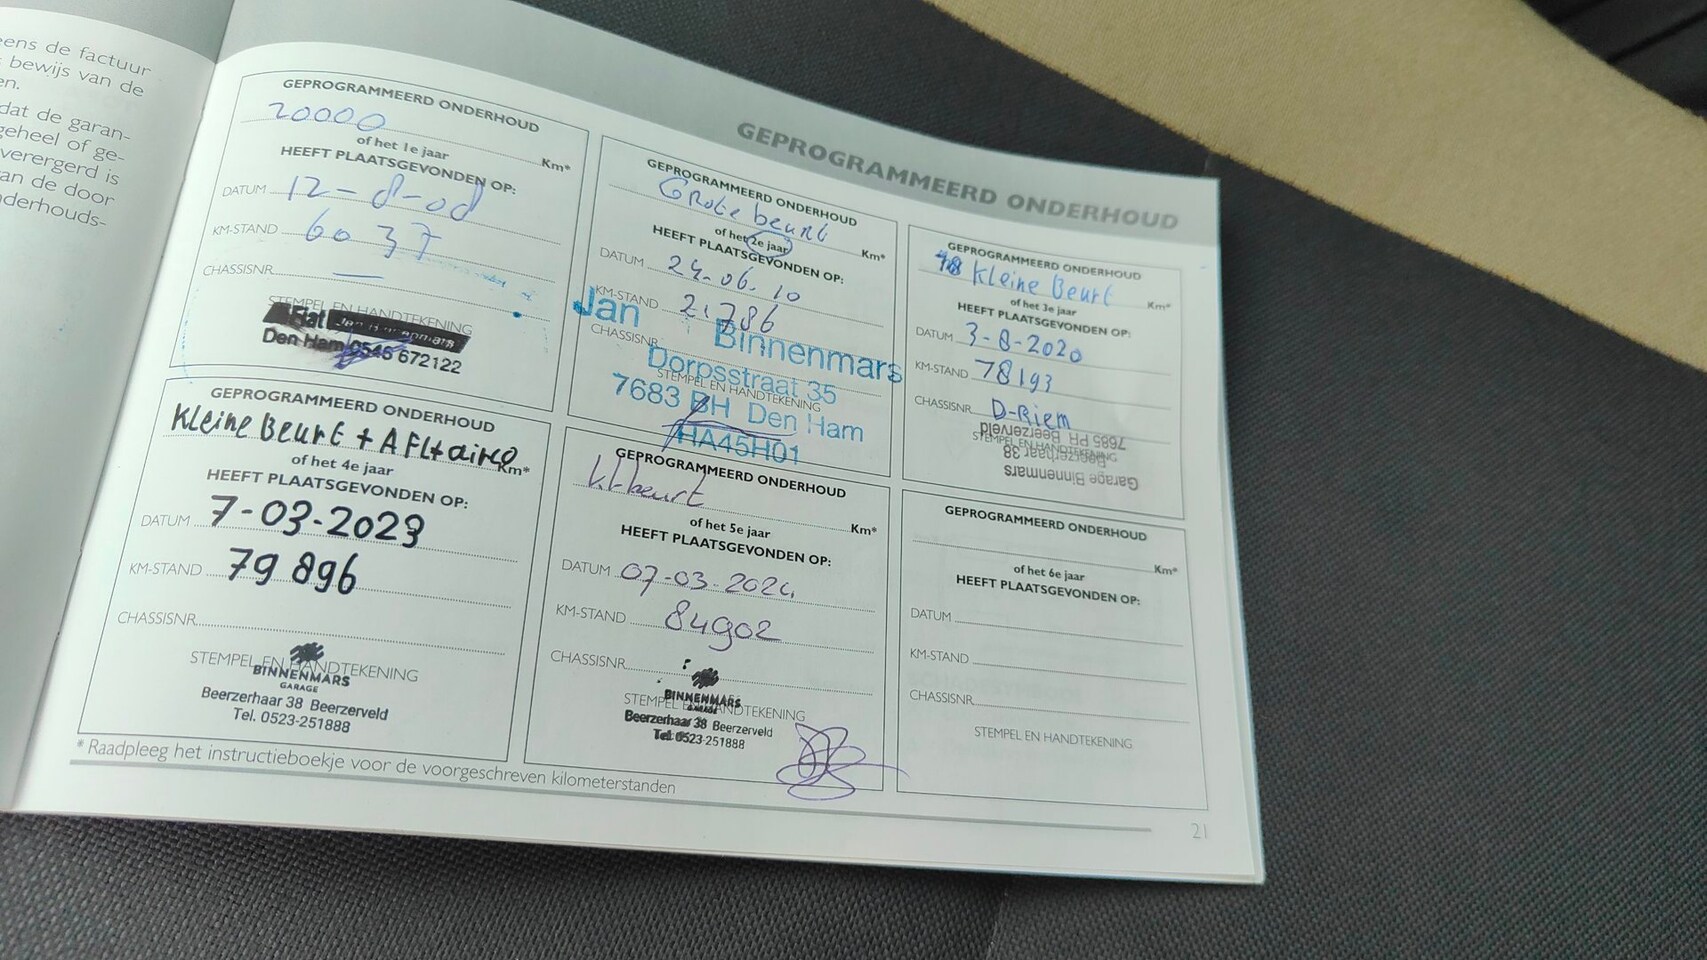 eens de factuur
bewijs van de
en.
dat de garan-
geheel of ge-
verergerd is
an de door
nderhouds-
GEPROGRAMMEERD ONDERHOUD
GEPROGRAMMEERD ONDERHOUD
20000
Km*
of het 1e jaar
HEEFT PLAATSGEVONDEN OP:
DATUM 12-8-08
KM-STAND 6037
CHASSISNR. —
STEMPEL EN HANDTEKENING
Fiat
Den Ham 0546 672122
GEPROGRAMMEERD ONDERHOUD
Grote beurt
Km*
of het 2e jaar
HEEFT PLAATSGEVONDEN OP:
DATUM 24-06-10
KM-STAND 21786
Jan Binnenmars
CHASSISNR.
Dorpsstraat 35
STEMPEL EN HANDTEKENING
7683 BH Den Ham
HA45H01
GEPROGRAMMEERD ONDERHOUD
Kleine Beurt
Km*
of het 3e jaar
HEEFT PLAATSGEVONDEN OP:
DATUM 3-8-2020
KM-STAND 78193
CHASSISNR. D-Riem
STEMPEL EN HANDTEKENING
Garage Binnenmars
Beerzerhaar 38
7685 PH Beerzerveld
GEPROGRAMMEERD ONDERHOUD
Kleine Beurt + AFLtairco
Km*
of het 4e jaar
HEEFT PLAATSGEVONDEN OP:
DATUM 7-03-2023
KM-STAND 79896
CHASSISNR.
STEMPEL EN HANDTEKENING
BINNENMARS
GARAGE
Beerzerhaar 38 Beerzerveld
Tel. 0523-251888
GEPROGRAMMEERD ONDERHOUD
kl-beurt
Km*
of het 5e jaar
HEEFT PLAATSGEVONDEN OP:
DATUM 07-03-2024
KM-STAND 84902
CHASSISNR.
STEMPEL EN HANDTEKENING
BINNENMARS
GARAGE
Beerzerhaar 38 Beerzerveld
Tel. 0523-251888
GEPROGRAMMEERD ONDERHOUD
Km*
of het 6e jaar
HEEFT PLAATSGEVONDEN OP:
DATUM
KM-STAND
CHASSISNR.
STEMPEL EN HANDTEKENING
* Raadpleeg het instructieboekje voor de voorgeschreven kilometerstanden
21